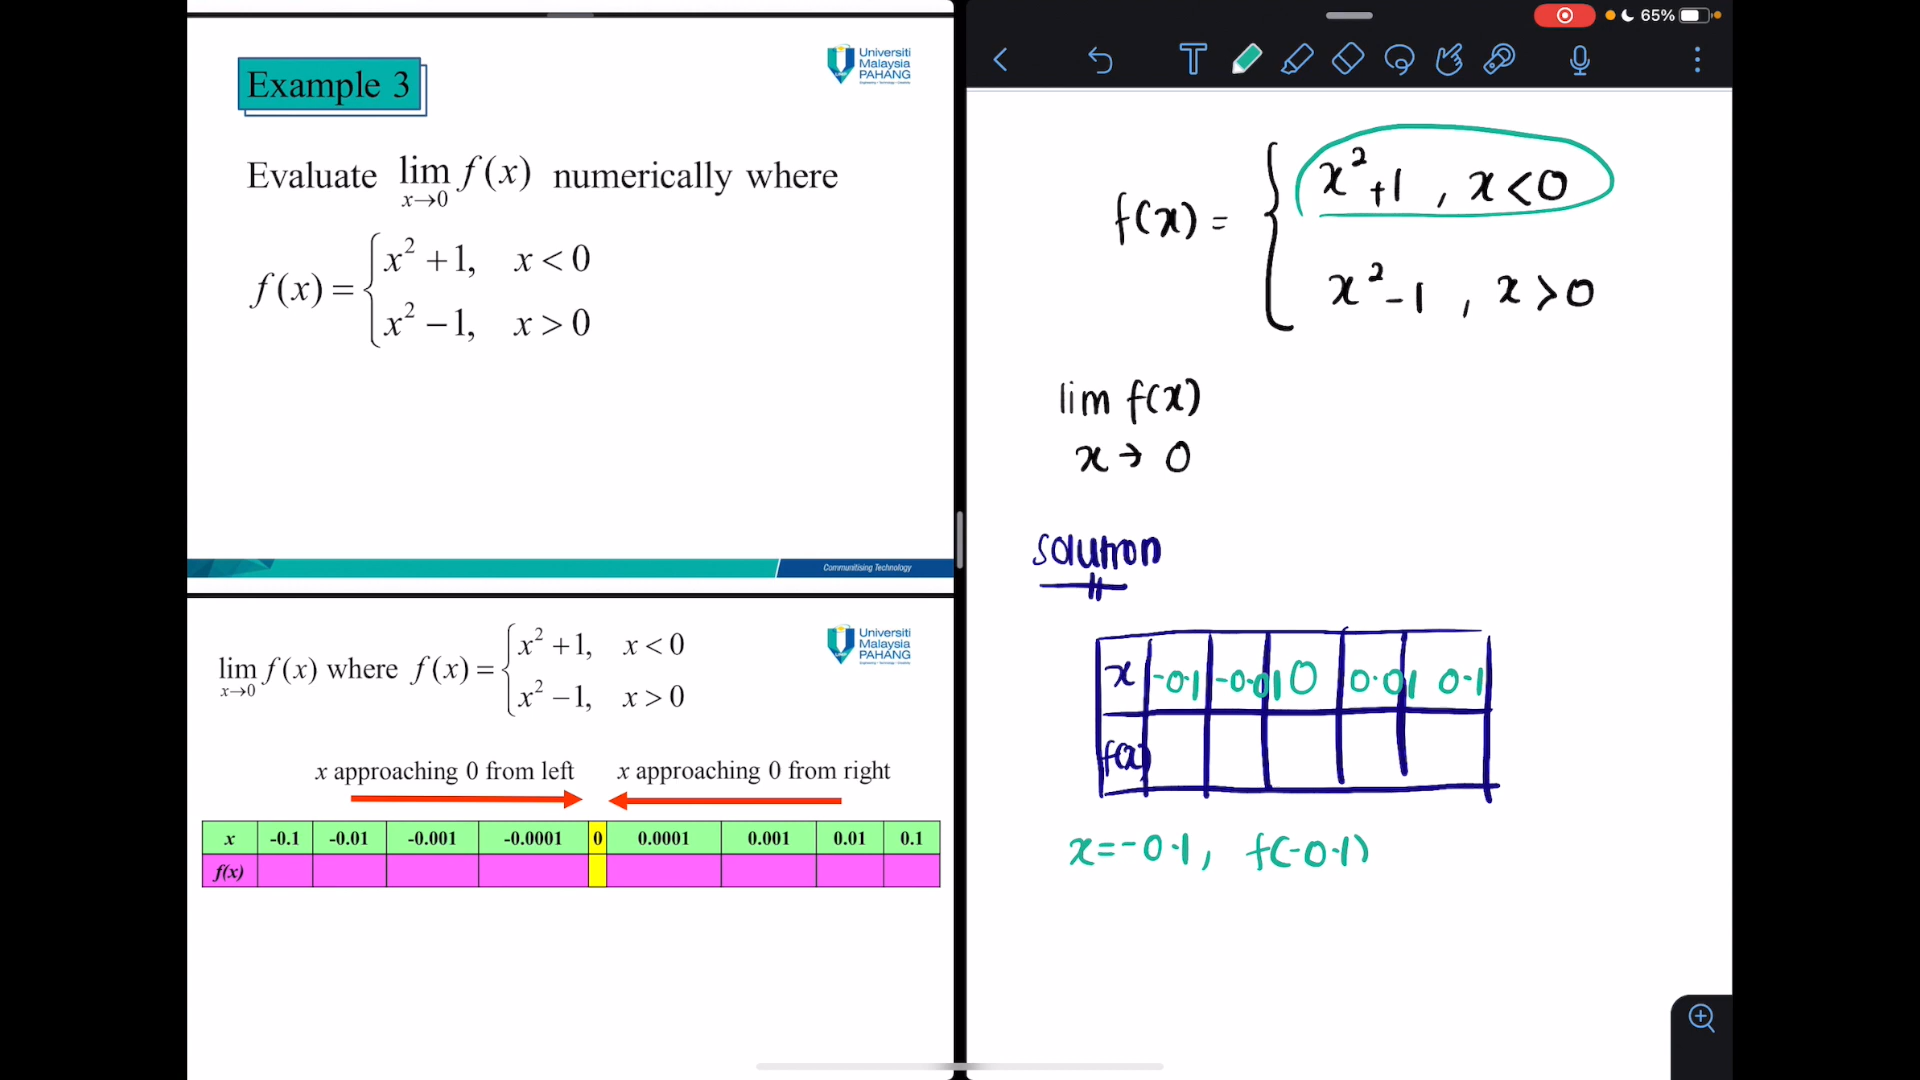 Example 3
Universiti
Malaysia
PAHANG
Evaluate lim f(x) numerically where
x→0
f(x) = { x² + 1, x < 0
x² − 1, x > 0
Communitising Technology
Universiti
Malaysia
PAHANG
lim f(x) where f(x) = { x² + 1, x < 0
x→0
x² − 1, x > 0
x approaching 0 from left x approaching 0 from right
x -0.1 -0.01 -0.001 -0.0001 0 0.0001 0.001 0.01 0.1
f(x)
65%
T
f(x) = { x² + 1 , x < 0
x² − 1 , x > 0
lim f(x)
x → 0
solution
x -0.1 -0.01 0 0.01 0.1
f(x)
x = -0.1, f(-0.1)